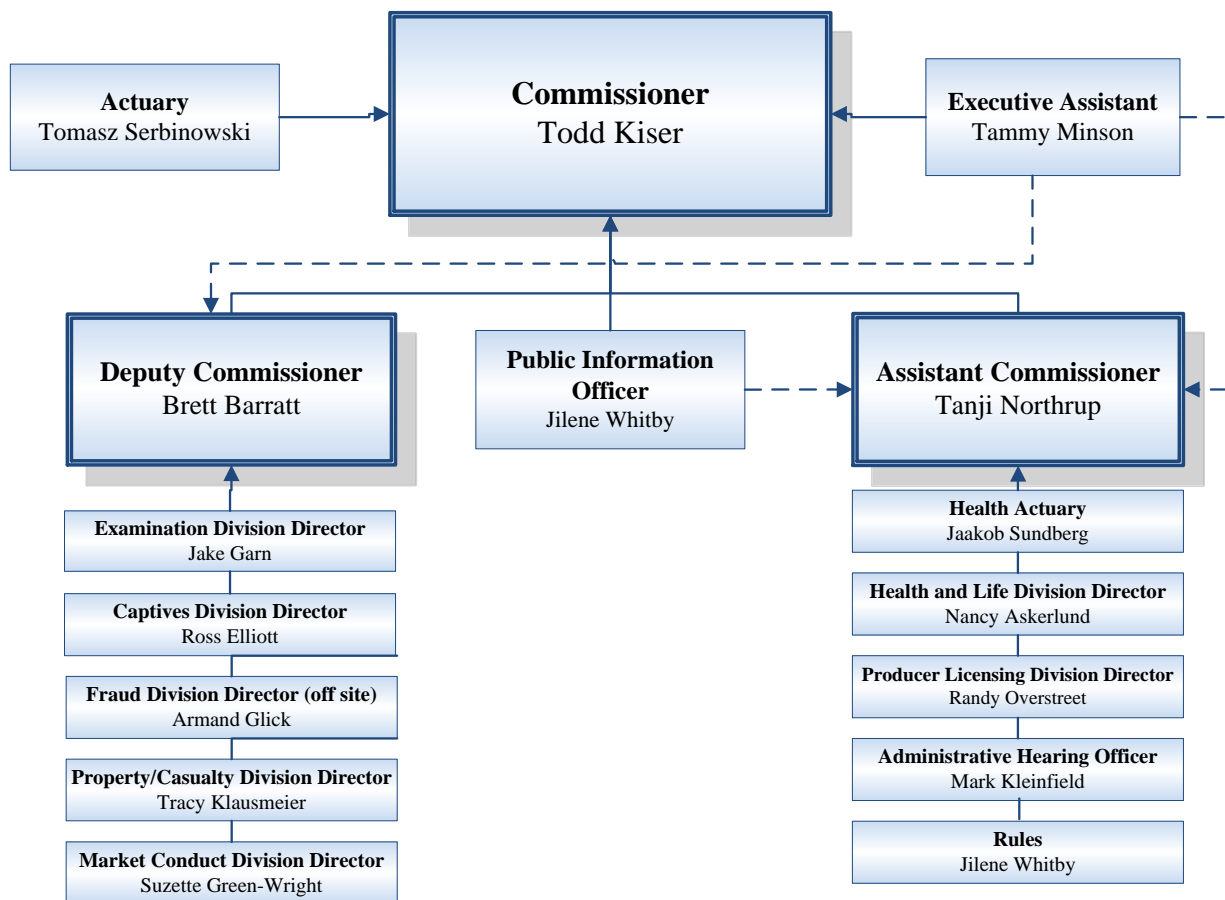 Commissioner
Todd Kiser
Actuary
Tomasz Serbinowski
Executive Assistant
Tammy Minson
Deputy Commissioner
Brett Barratt
Public Information
Officer
Jilene Whitby
Assistant Commissioner
Tanji Northrup
Examination Division Director
Jake Garn
Captives Division Director
Ross Elliott
Fraud Division Director (off site)
Armand Glick
Property/Casualty Division Director
Tracy Klausmeier
Market Conduct Division Director
Suzette Green-Wright
Health Actuary
Jaakob Sundberg
Health and Life Division Director
Nancy Askerlund
Producer Licensing Division Director
Randy Overstreet
Administrative Hearing Officer
Mark Kleinfield
Rules
Jilene Whitby